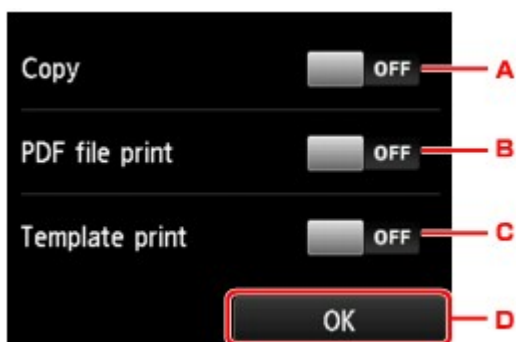 Copy OFF A
PDF file print OFF B
Template print OFF C
OK D